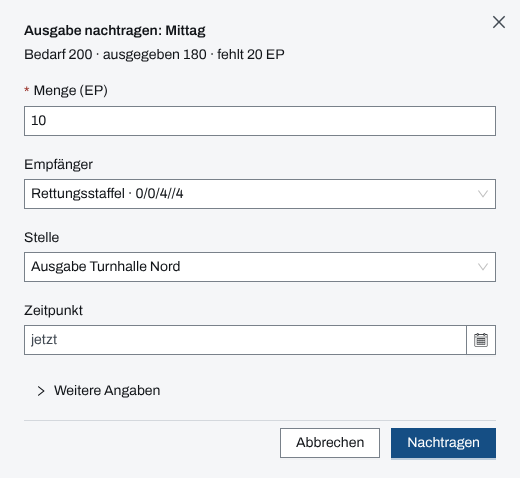 Ausgabe nachtragen: Mittag
Bedarf 200 · ausgegeben 180 · fehlt 20 EP
* Menge (EP)
10
Empfänger
Rettungsstaffel · 0/0/4//4
Stelle
Ausgabe Turnhalle Nord
Zeitpunkt
jetzt
Weitere Angaben
Abbrechen
Nachtragen